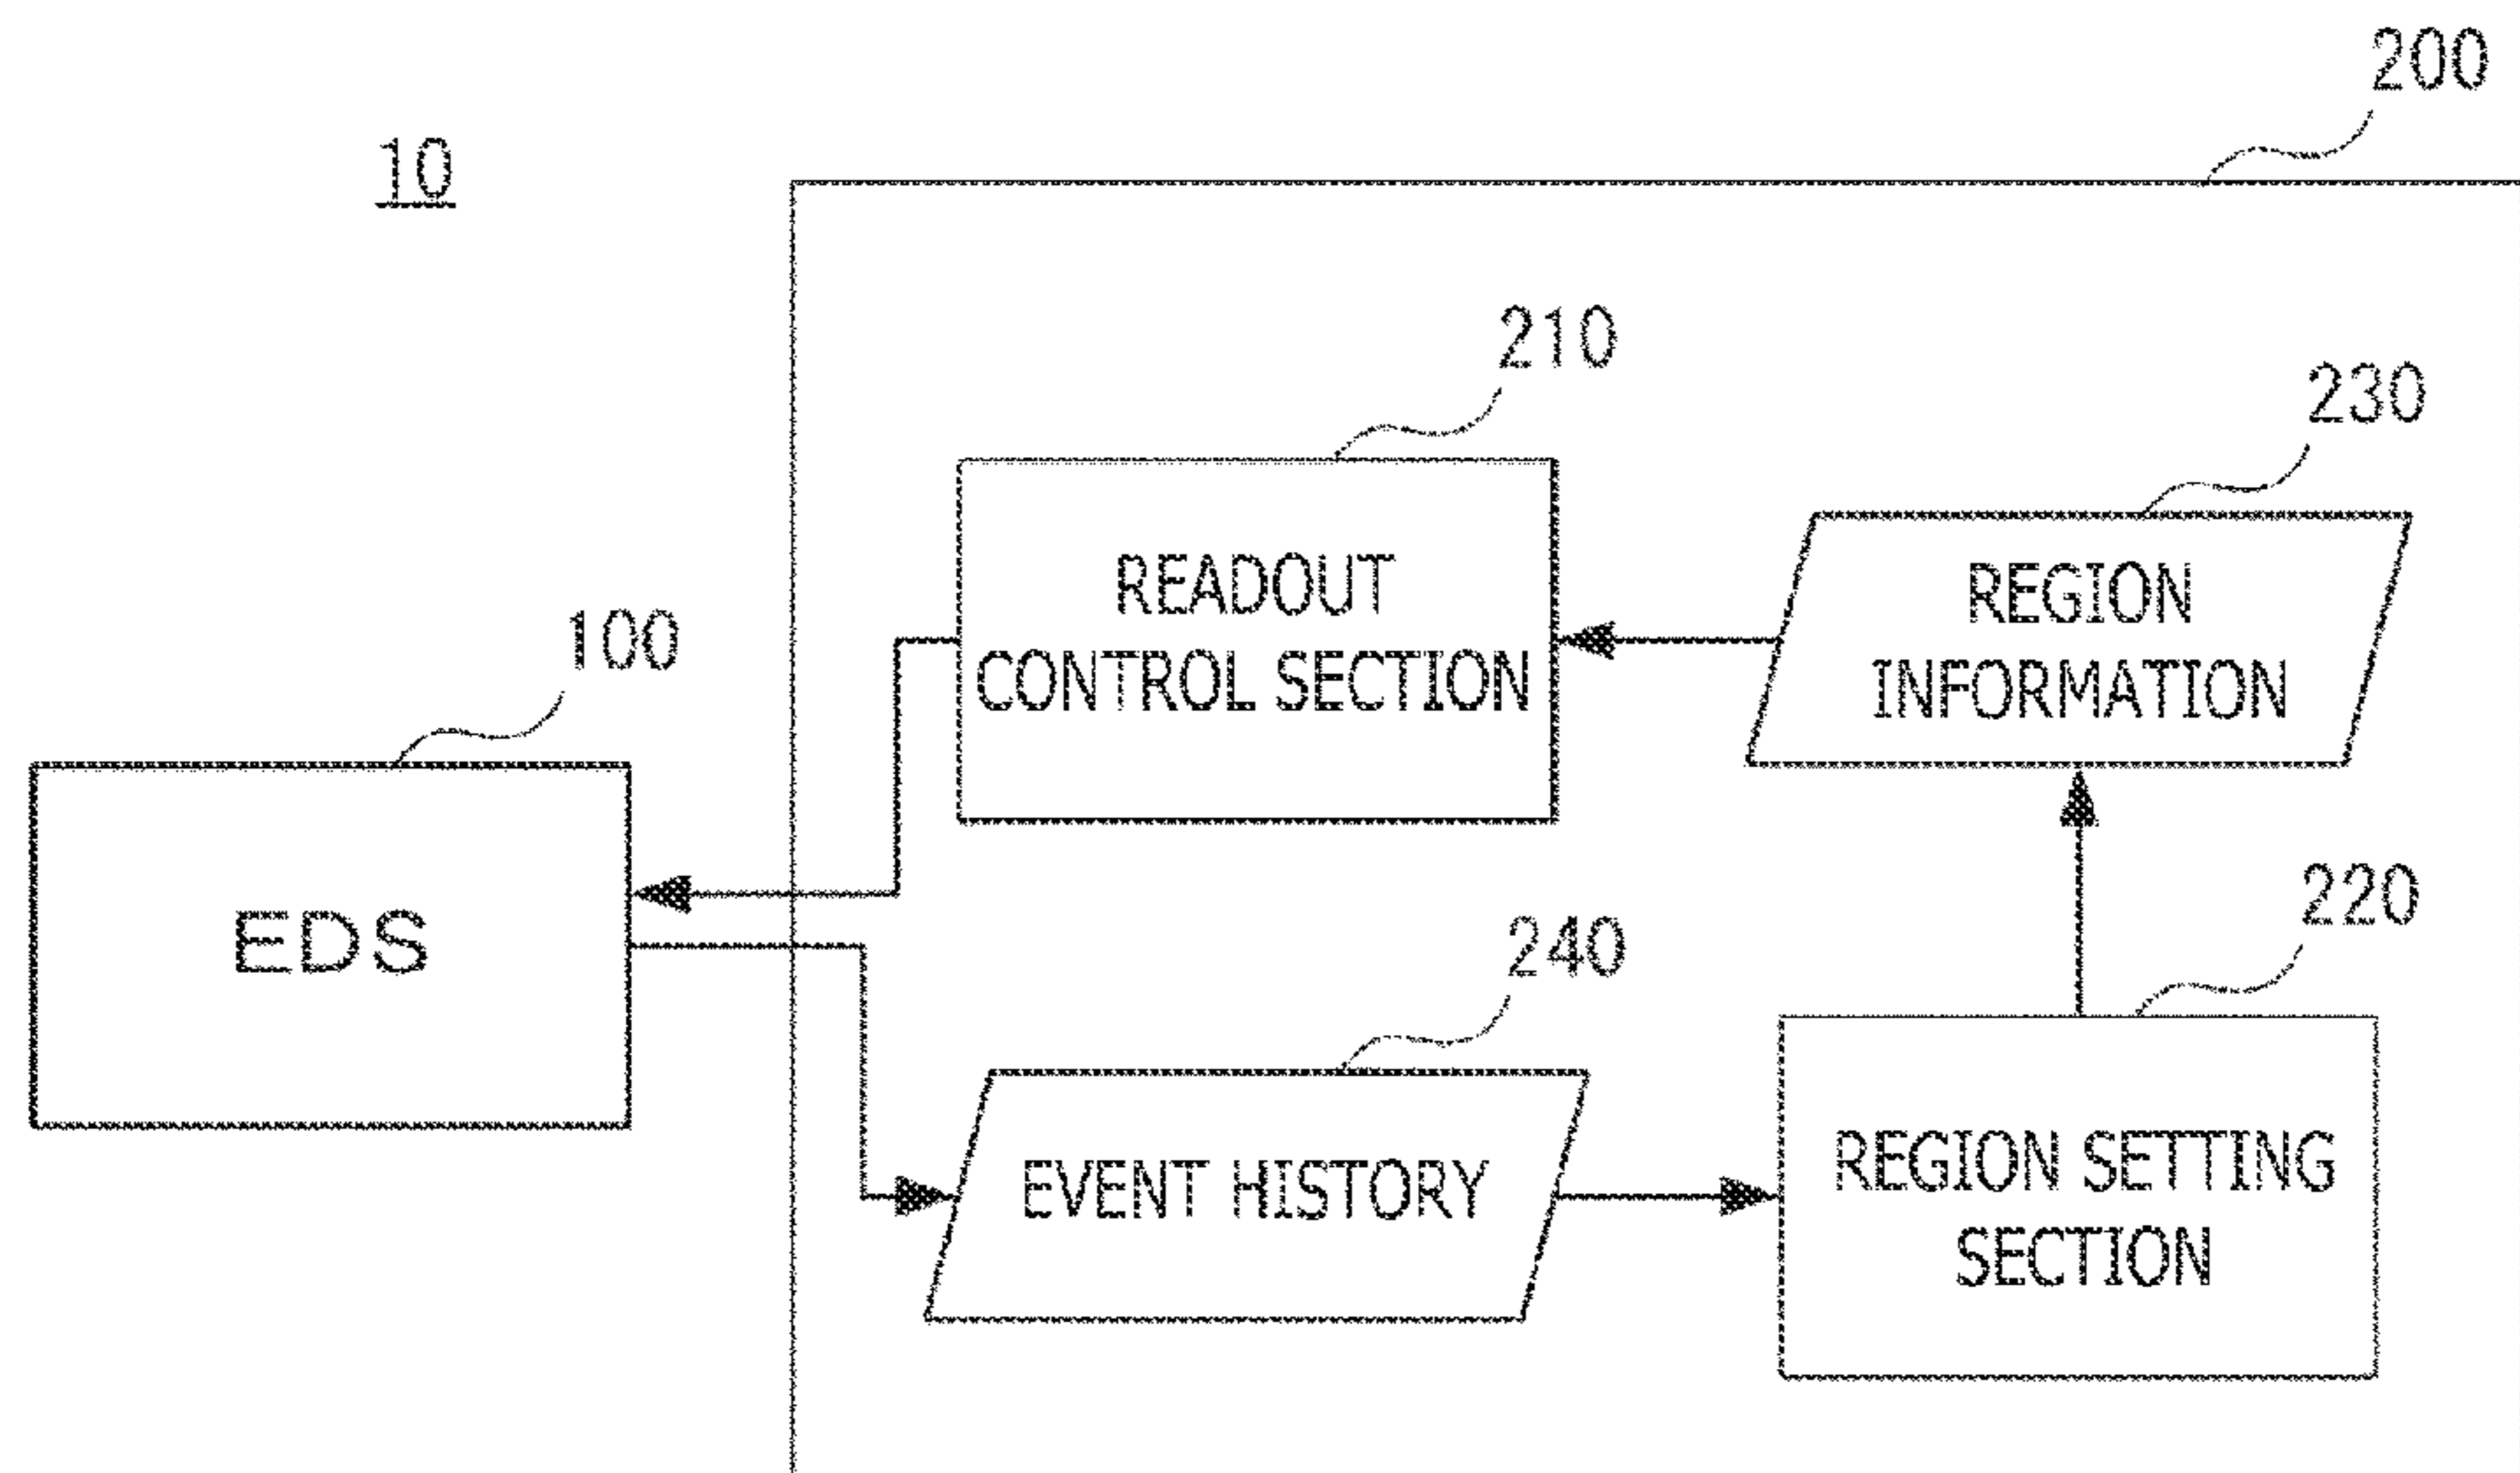 200
10
210
230
READOUT
CONTROL SECTION
REGION
INFORMATION
100
EDS
240
220
EVENT HISTORY
REGION SETTING
SECTION